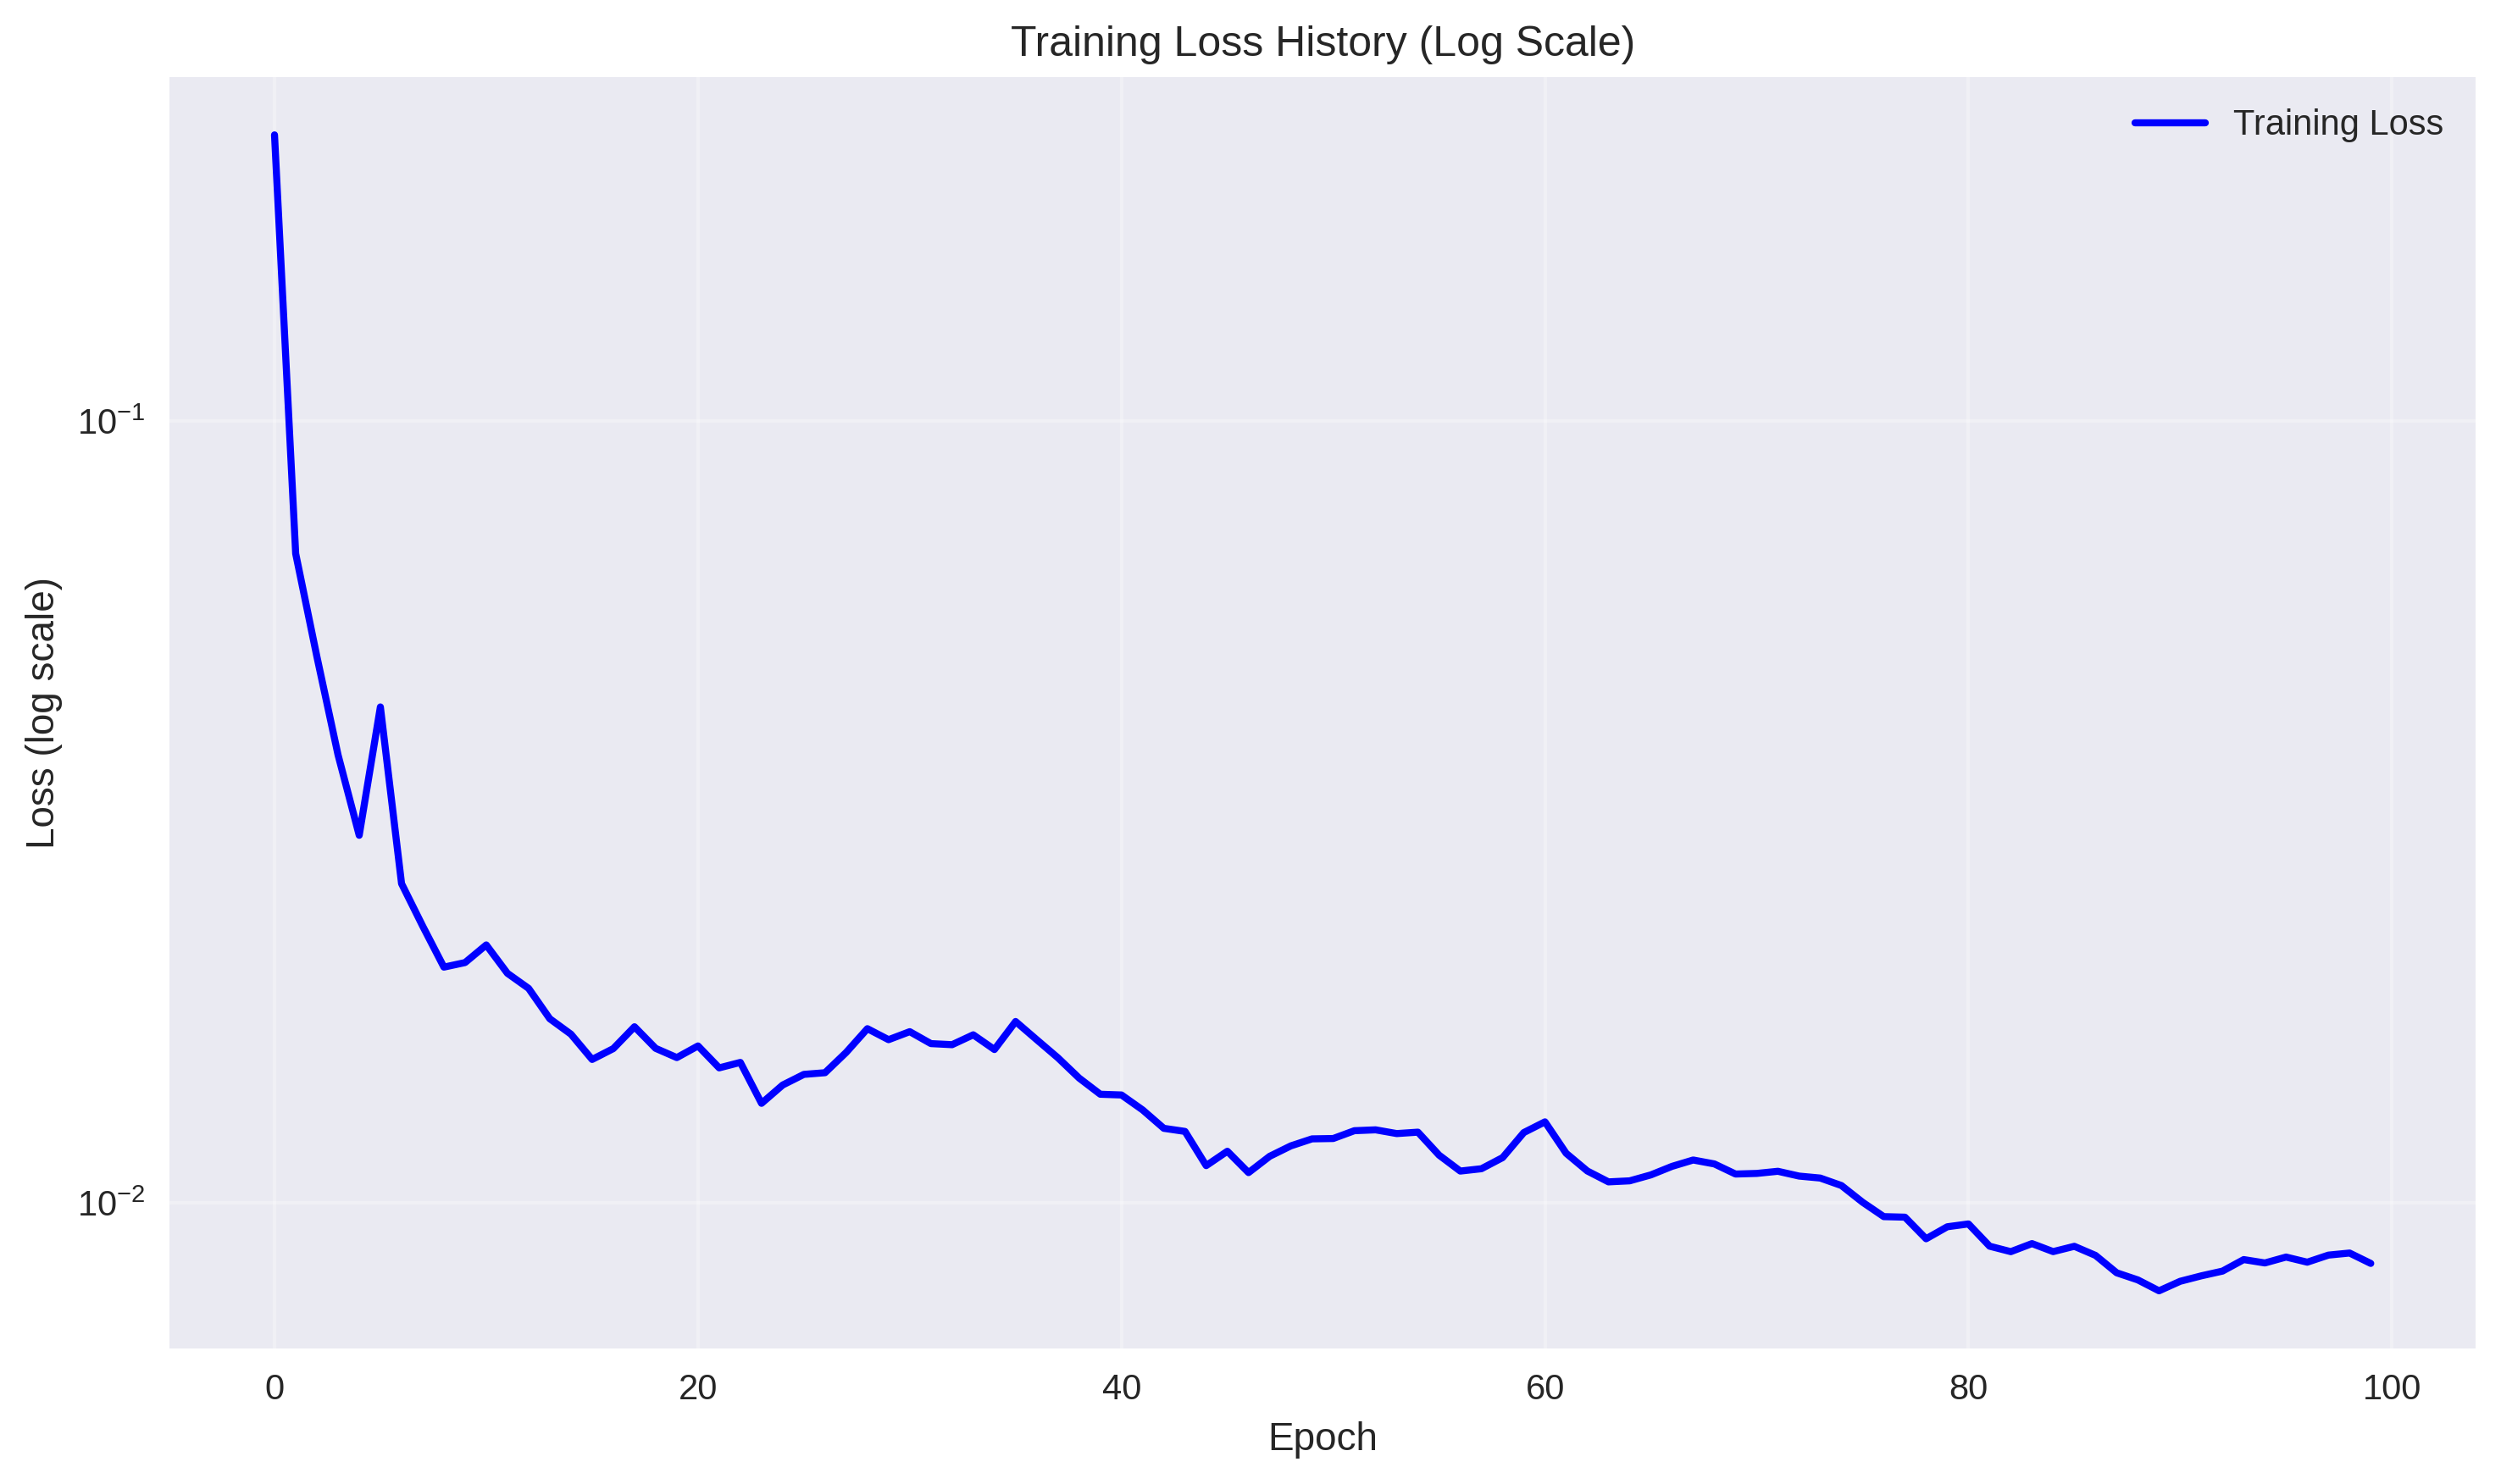 Training Loss History (Log Scale)
Training Loss
10⁻¹
Loss (log scale)
10⁻²
0 20 40 60 80 100
Epoch